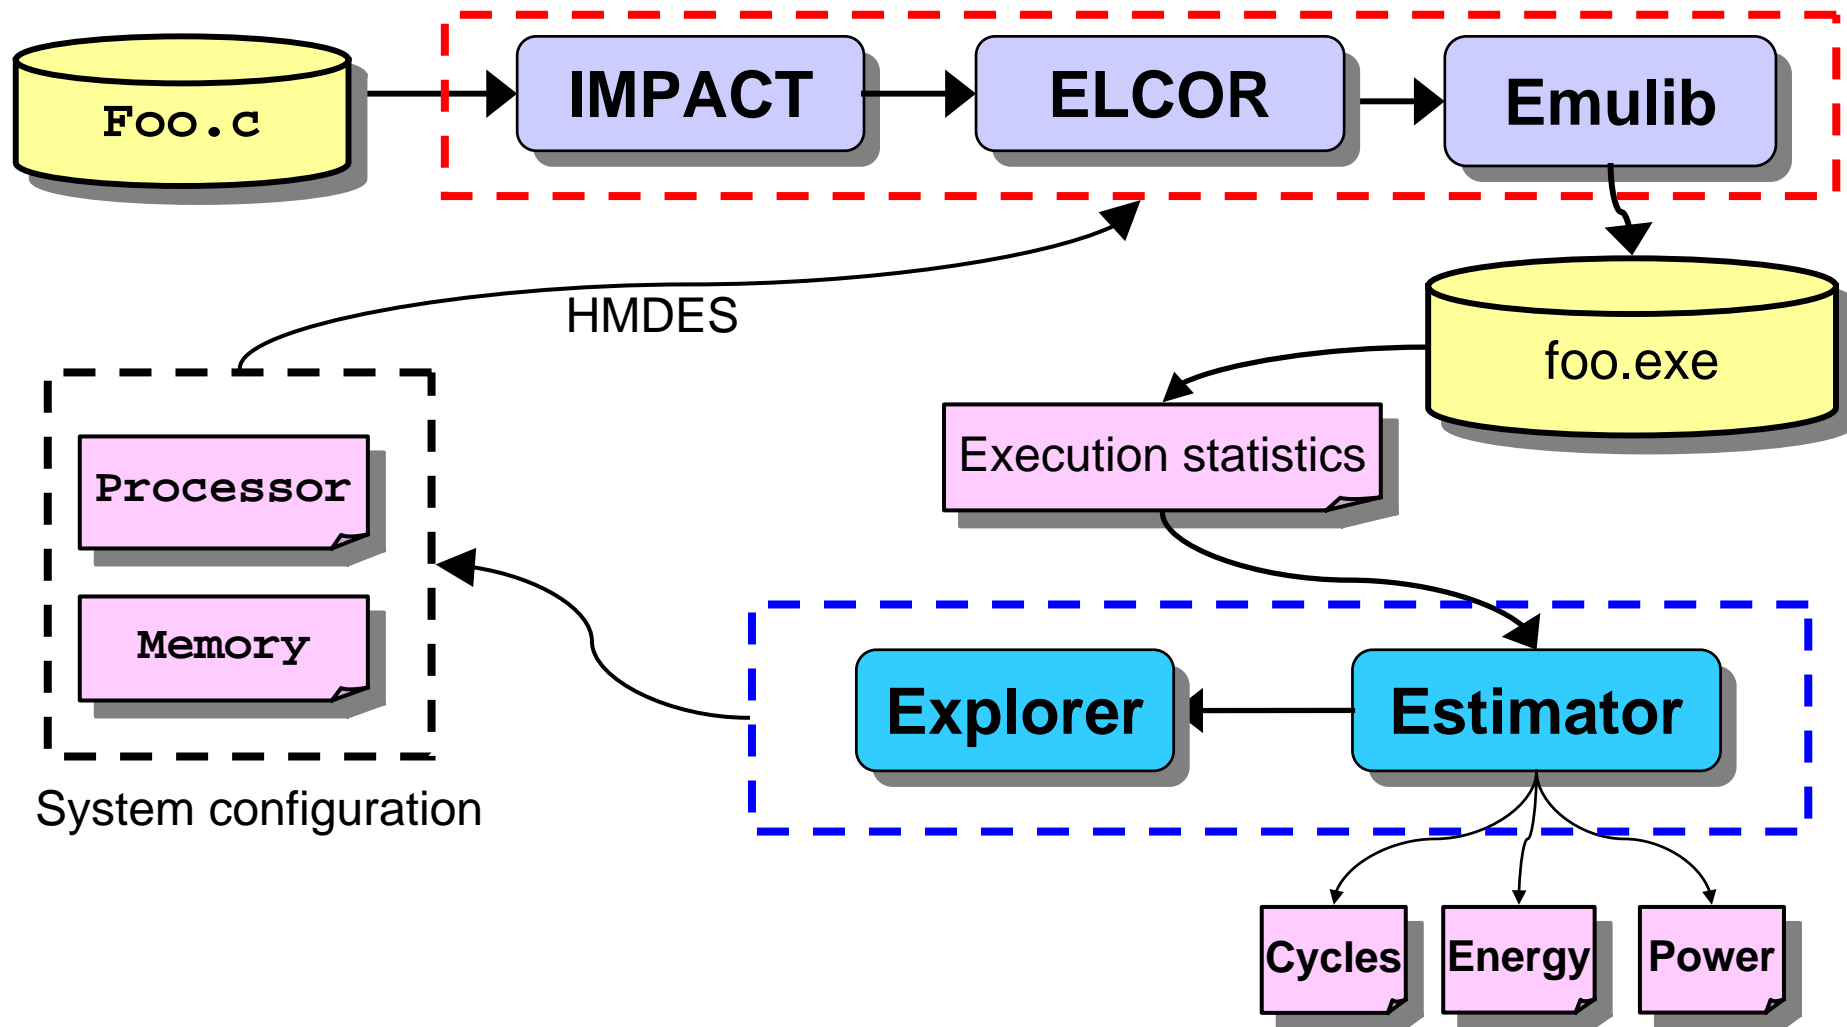 Foo.c
IMPACT
ELCOR
Emulib
HMDES
foo.exe
Execution statistics
Processor
Memory
System configuration
Explorer
Estimator
Cycles
Energy
Power